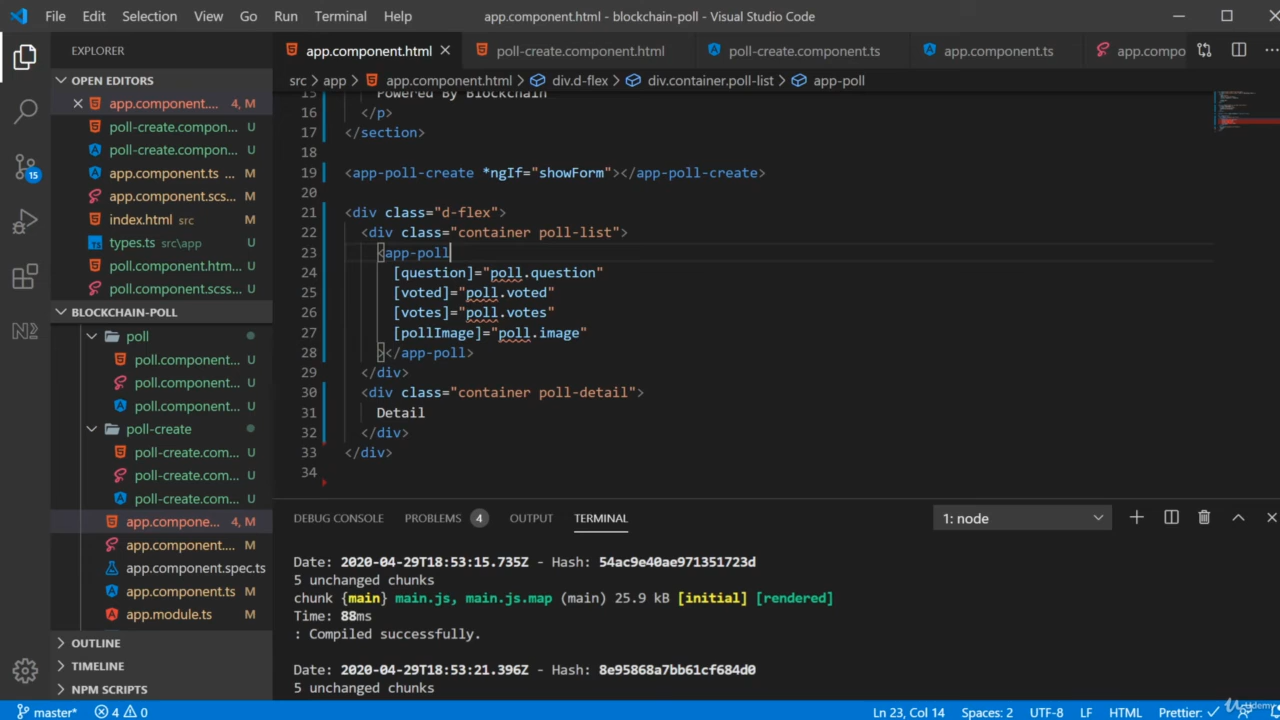 File Edit Selection View Go Run Terminal Help app.component.html - blockchain-poll - Visual Studio Code
EXPLORER
app.component.html poll-create.component.html poll-create.component.ts app.component.ts app.compo
OPEN EDITORS
src app app.component.html div.d-flex div.container.poll-list app-poll
app.component.... 4, M
poll-create.compon... U
poll-create.compon... U
app.component.ts ... M
app.component.scs... M
index.html src M
types.ts src\app U
poll.component.htm... U
poll.component.scss... U
BLOCKCHAIN-POLL
poll
poll.component... U
poll.component... U
poll.component... U
poll-create
poll-create.com... U
poll-create.com... U
poll-create.com... U
app.compone... 4, M
app.component.... M
app.component.spec.ts
app.component.ts M
app.module.ts M
OUTLINE
TIMELINE
NPM SCRIPTS
15
15 Powered By Blockchain
16 </p>
17 </section>
18
19 <app-poll-create *ngIf="showForm"></app-poll-create>
20
21 <div class="d-flex">
22 <div class="container poll-list">
23 <app-poll
24 [question]="poll.question"
25 [voted]="poll.voted"
26 [votes]="poll.votes"
27 [pollImage]="poll.image"
28 ></app-poll>
29 </div>
30 <div class="container poll-detail">
31 Detail
32 </div>
33 </div>
34
DEBUG CONSOLE PROBLEMS 4 OUTPUT TERMINAL 1: node
Date: 2020-04-29T18:53:15.735Z - Hash: 54ac9e40ae971351723d
5 unchanged chunks
chunk {main} main.js, main.js.map (main) 25.9 kB [initial] [rendered]
Time: 88ms
: Compiled successfully.
Date: 2020-04-29T18:53:21.396Z - Hash: 8e95868a7bb61cf684d0
5 unchanged chunks
master* 4 0 Ln 23, Col 14 Spaces: 2 UTF-8 LF HTML Prettier: ✓
Udemy